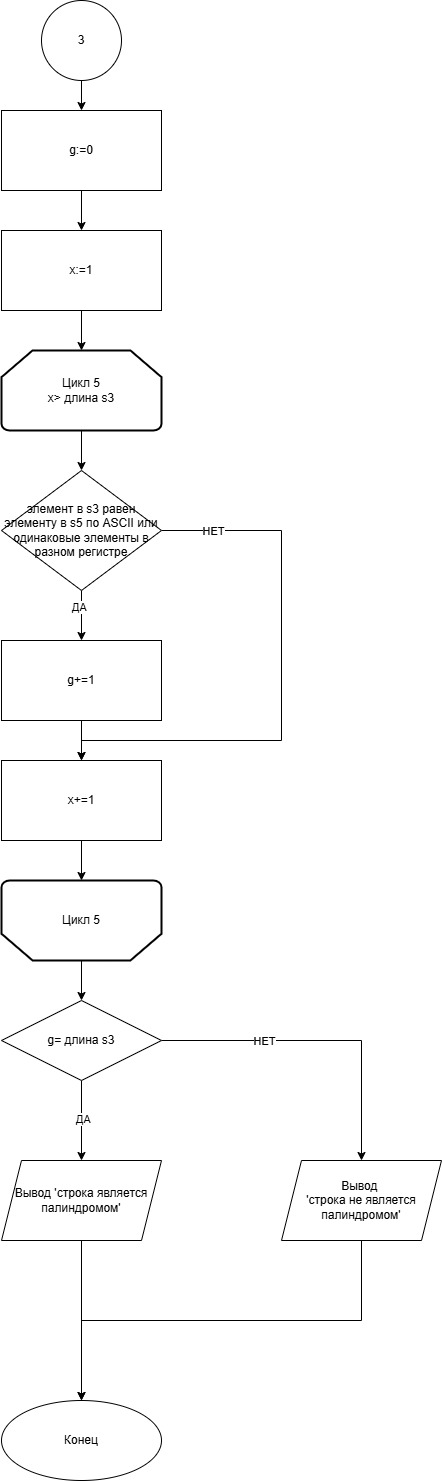 3
g:=0
x:=1
Цикл 5
x> длина s3
элемент в s3 равен
элементу в s5 по ASCII или
одинаковые элементы в
разном регистре
НЕТ
ДА
g+=1
x+=1
Цикл 5
g= длина s3
НЕТ
ДА
Вывод 'строка является
палиндромом'
Вывод
'строка не является
палиндромом'
Конец